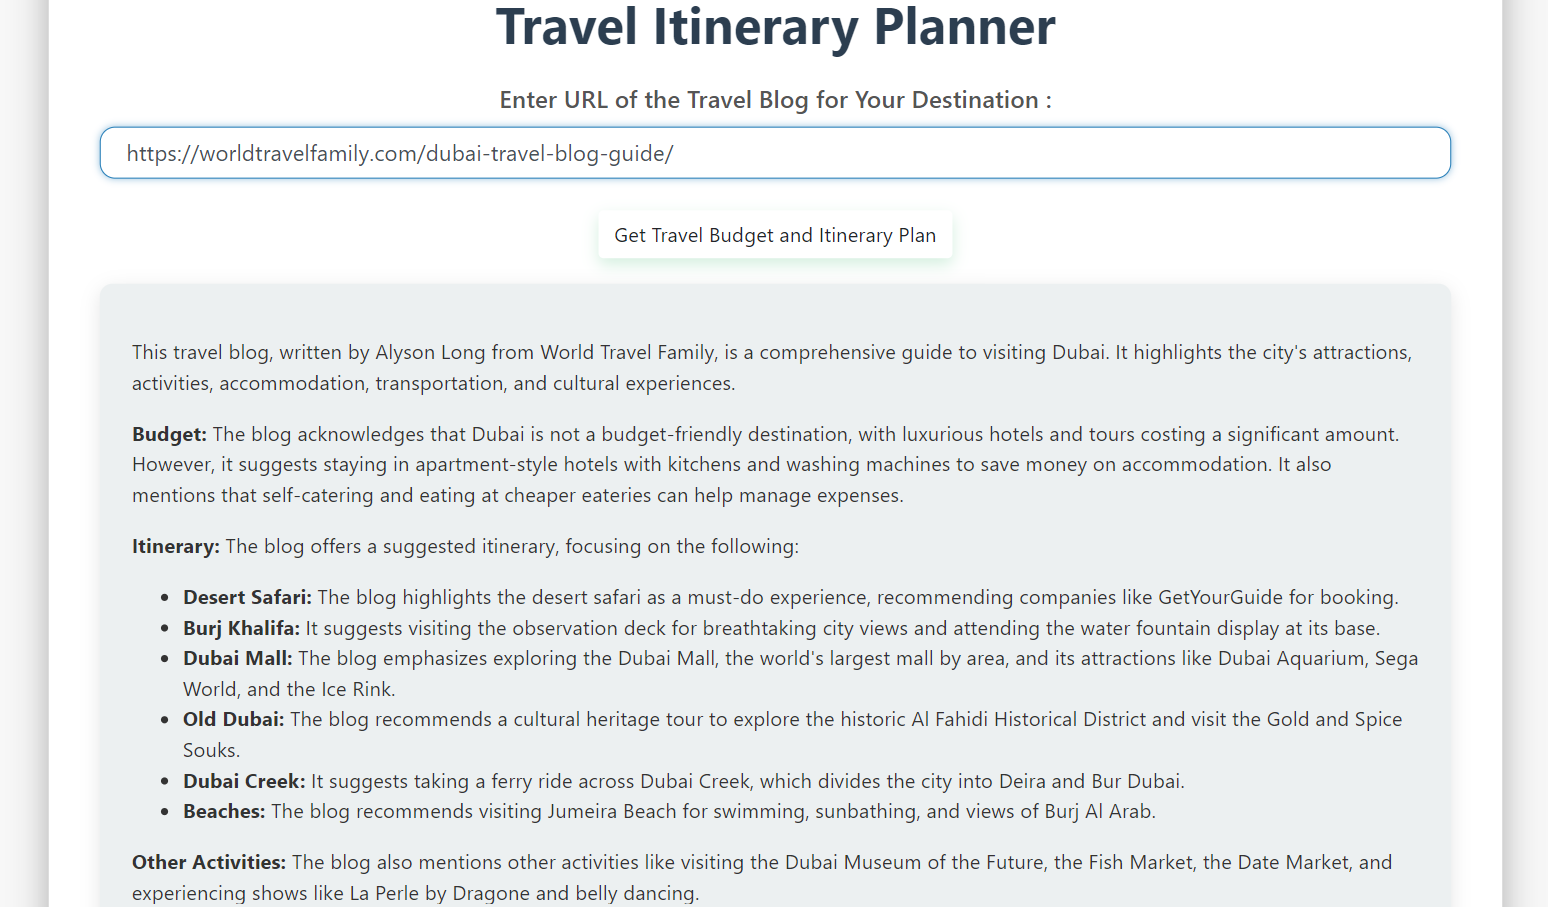 Travel Itinerary Planner
Enter URL of the Travel Blog for Your Destination :
https://worldtravelfamily.com/dubai-travel-blog-guide/
Get Travel Budget and Itinerary Plan
This travel blog, written by Alyson Long from World Travel Family, is a comprehensive guide to visiting Dubai. It highlights the city's attractions,
activities, accommodation, transportation, and cultural experiences.
Budget: The blog acknowledges that Dubai is not a budget-friendly destination, with luxurious hotels and tours costing a significant amount.
However, it suggests staying in apartment-style hotels with kitchens and washing machines to save money on accommodation. It also
mentions that self-catering and eating at cheaper eateries can help manage expenses.
Itinerary: The blog offers a suggested itinerary, focusing on the following:
• Desert Safari: The blog highlights the desert safari as a must-do experience, recommending companies like GetYourGuide for booking.
• Burj Khalifa: It suggests visiting the observation deck for breathtaking city views and attending the water fountain display at its base.
• Dubai Mall: The blog emphasizes exploring the Dubai Mall, the world's largest mall by area, and its attractions like Dubai Aquarium, Sega
World, and the Ice Rink.
• Old Dubai: The blog recommends a cultural heritage tour to explore the historic Al Fahidi Historical District and visit the Gold and Spice
Souks.
• Dubai Creek: It suggests taking a ferry ride across Dubai Creek, which divides the city into Deira and Bur Dubai.
• Beaches: The blog recommends visiting Jumeira Beach for swimming, sunbathing, and views of Burj Al Arab.
Other Activities: The blog also mentions other activities like visiting the Dubai Museum of the Future, the Fish Market, the Date Market, and
experiencing shows like La Perle by Dragone and belly dancing.